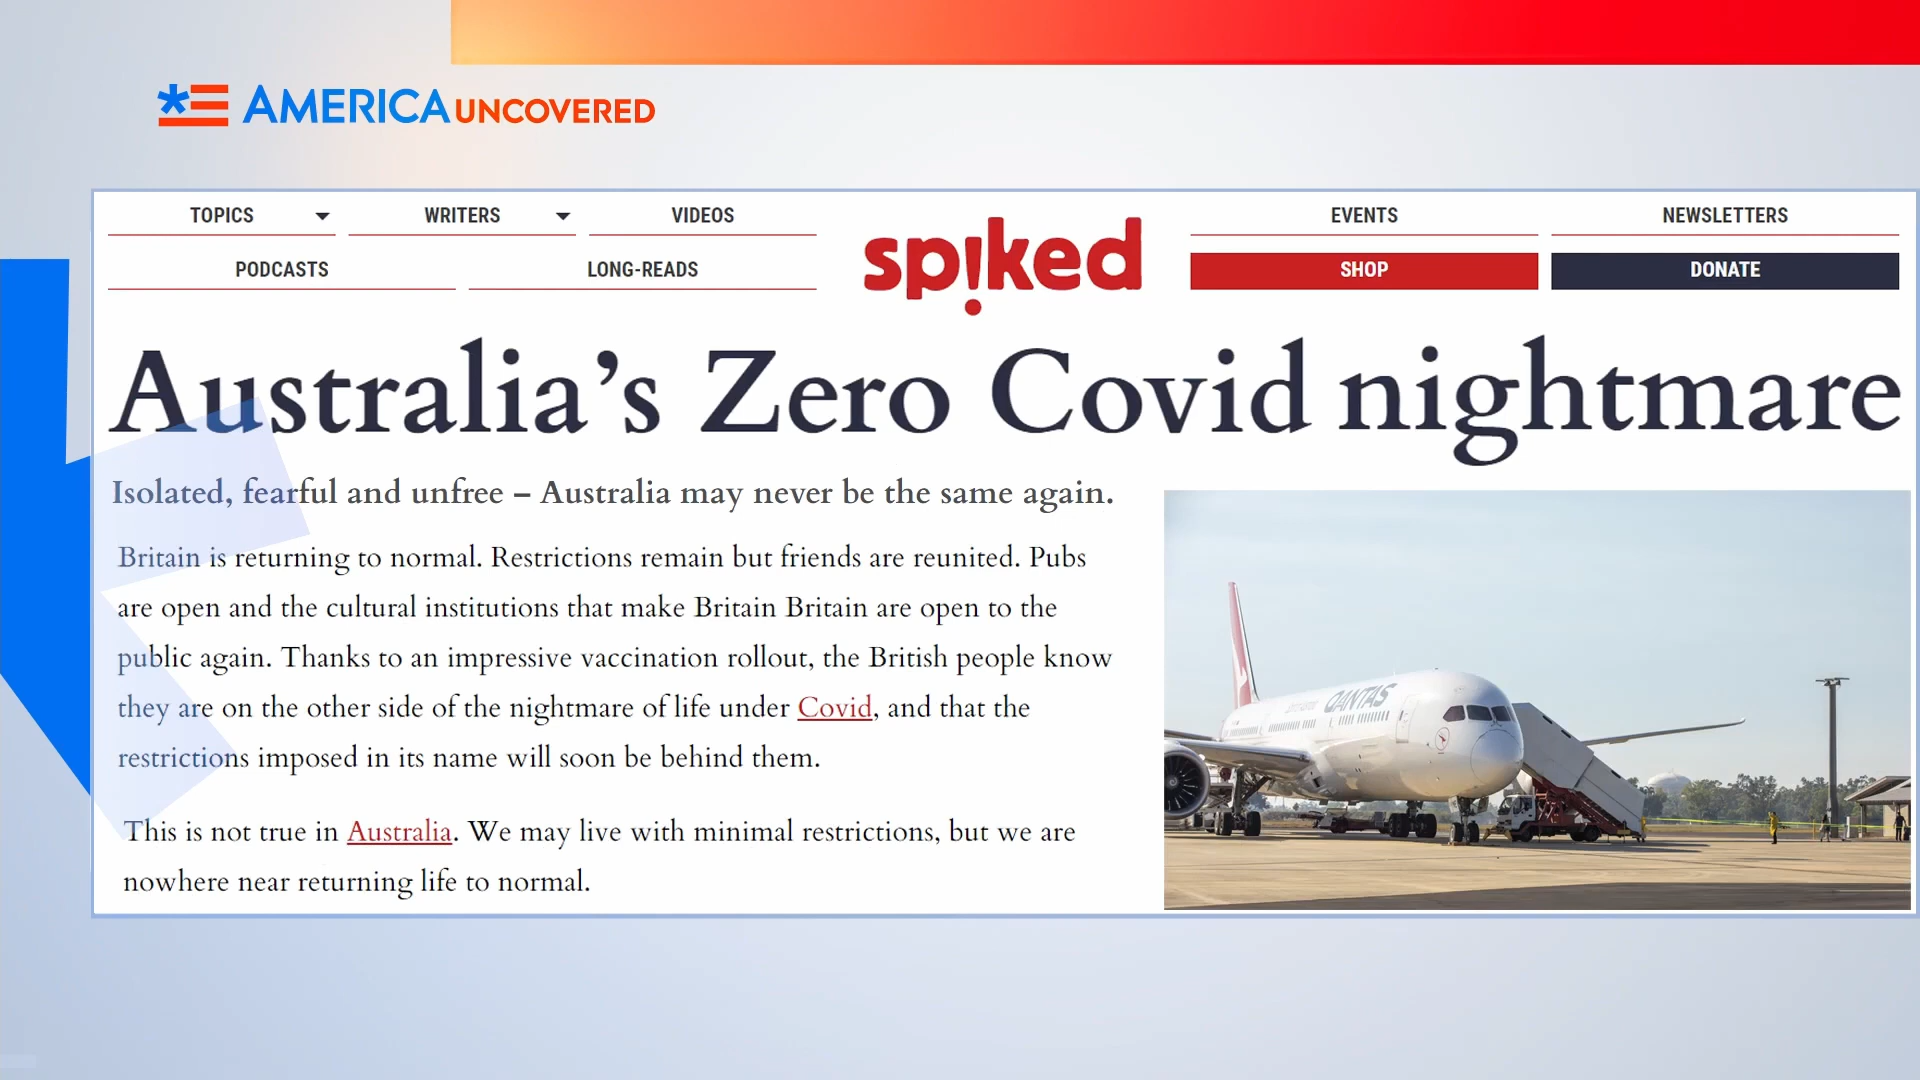 AMERICA UNCOVERED
TOPICS
WRITERS
VIDEOS
PODCASTS
LONG-READS
spiked
EVENTS
NEWSLETTERS
SHOP
DONATE
Australia's Zero Covid nightmare
Isolated, fearful and unfree – Australia may never be the same again.
Britain is returning to normal. Restrictions remain but friends are reunited. Pubs
are open and the cultural institutions that make Britain Britain are open to the
public again. Thanks to an impressive vaccination rollout, the British people know
they are on the other side of the nightmare of life under Covid, and that the
restrictions imposed in its name will soon be behind them.
This is not true in Australia. We may live with minimal restrictions, but we are
nowhere near returning life to normal.
QANTAS